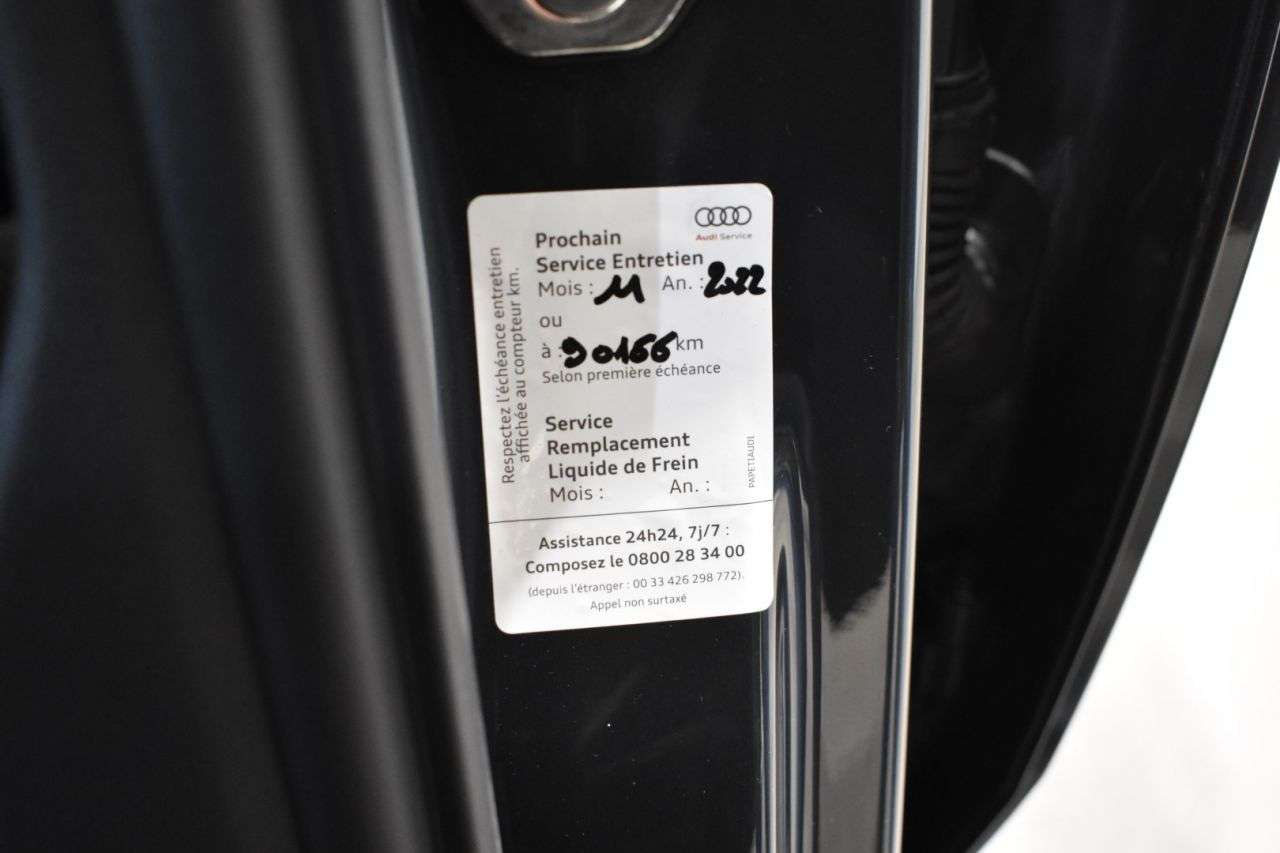 Audi Service
Prochain
Service Entretien
Mois : 11 An. : 2022
ou
à : 90166 km
Selon première échéance
Respectez l'échéance entretien
affichée au compteur km.
Service
Remplacement
Liquide de Frein
Mois : An. :
PAPETIAUDI
Assistance 24h24, 7j/7 :
Composez le 0800 28 34 00
(depuis l'étranger : 00 33 426 298 772).
Appel non surtaxé